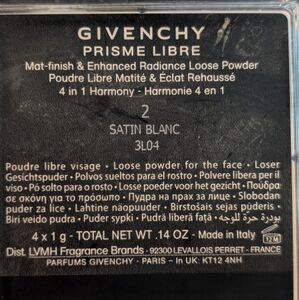 GIVENCHY
PRISME LIBRE
Mat-finish & Enhanced Radiance Loose Powder
Poudre Libre Matité & Éclat Rehaussé
4 in 1 Harmony · Harmonie 4 en 1
2
SATIN BLANC
3L04
Poudre libre visage · Loose powder for the face · Loser
Gesichtspuder · Polvos sueltos para el rostro · Polvere libera per il
viso · Pó solto para o rosto · Losse poeder voor het gezicht · Πούδρα
σε σκόνη για το πρόσωπο · Пудра на прах за лице · Slobodan
puder za lice · Lahtine näopuuder · Birstošais sejas pūderis ·
Biri veido pudra · Puder sypki · Pudră liberă · بودرة حرة للوجه
4 x 1 g - TOTAL NET WT .14 OZ - Made in Japan
12M
Dist. LVMH Fragrance Brands - 92300 LEVALLOIS PERRET - FRANCE
PARFUMS GIVENCHY - PARIS - In UK: KT12 4NH